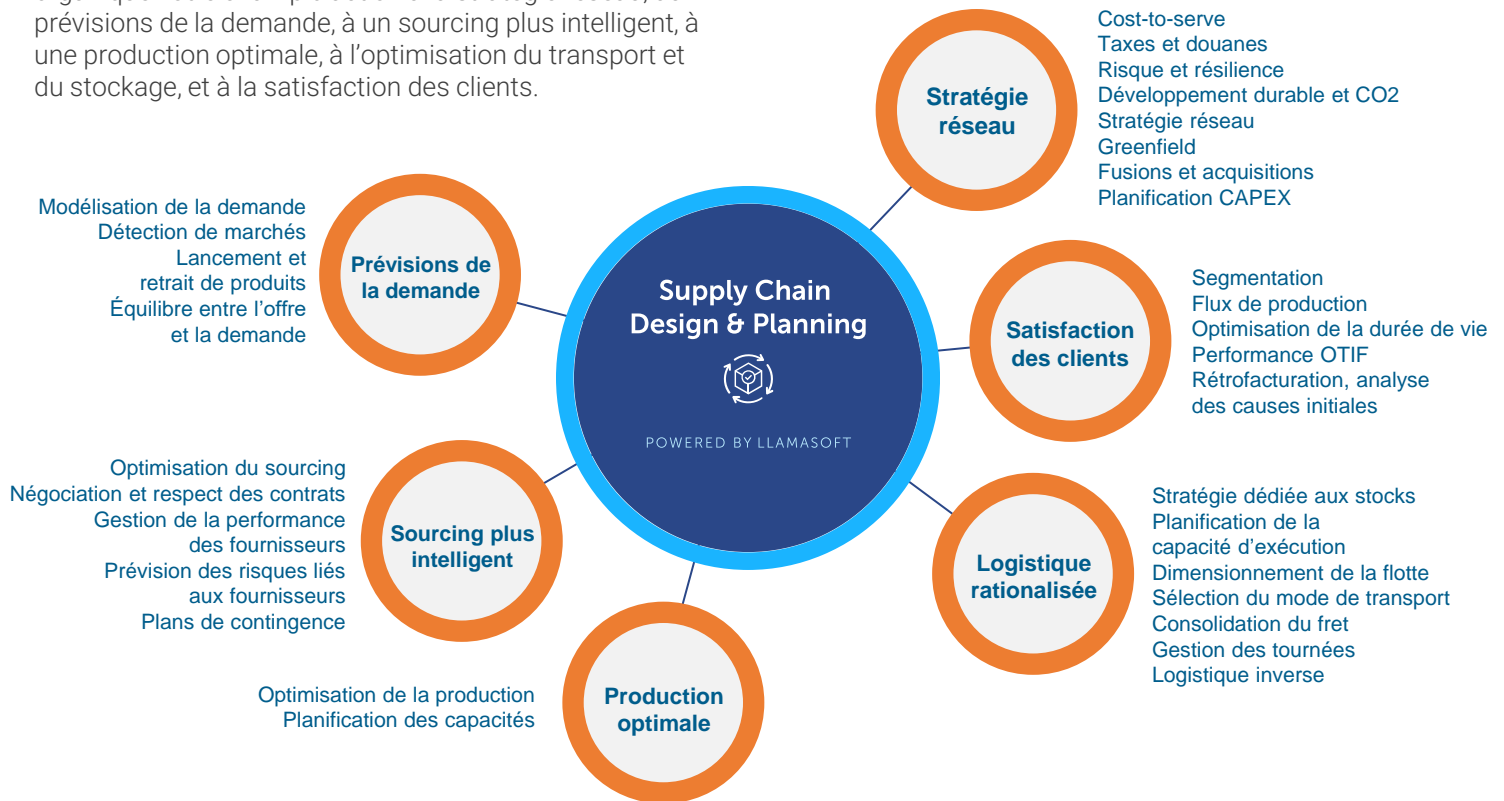 prévisions de la demande, à un sourcing plus intelligent, à
une production optimale, à l’optimisation du transport et
du stockage, et à la satisfaction des clients.
Cost-to-serve
Taxes et douanes
Risque et résilience
Développement durable et CO2
Stratégie réseau
Greenfield
Fusions et acquisitions
Planification CAPEX
Stratégie
réseau
Modélisation de la demande
Détection de marchés
Lancement et
retrait de produits
Équilibre entre l’offre
et la demande
Prévisions de
la demande
Supply Chain
Design & Planning
POWERED BY LLAMASOFT
Satisfaction
des clients
Segmentation
Flux de production
Optimisation de la durée de vie
Performance OTIF
Rétrofacturation, analyse
des causes initiales
Optimisation du sourcing
Négociation et respect des contrats
Gestion de la performance
des fournisseurs
Prévision des risques liés
aux fournisseurs
Plans de contingence
Sourcing plus
intelligent
Logistique
rationalisée
Stratégie dédiée aux stocks
Planification de la
capacité d’exécution
Dimensionnement de la flotte
Sélection du mode de transport
Consolidation du fret
Gestion des tournées
Logistique inverse
Optimisation de la production
Planification des capacités
Production
optimale